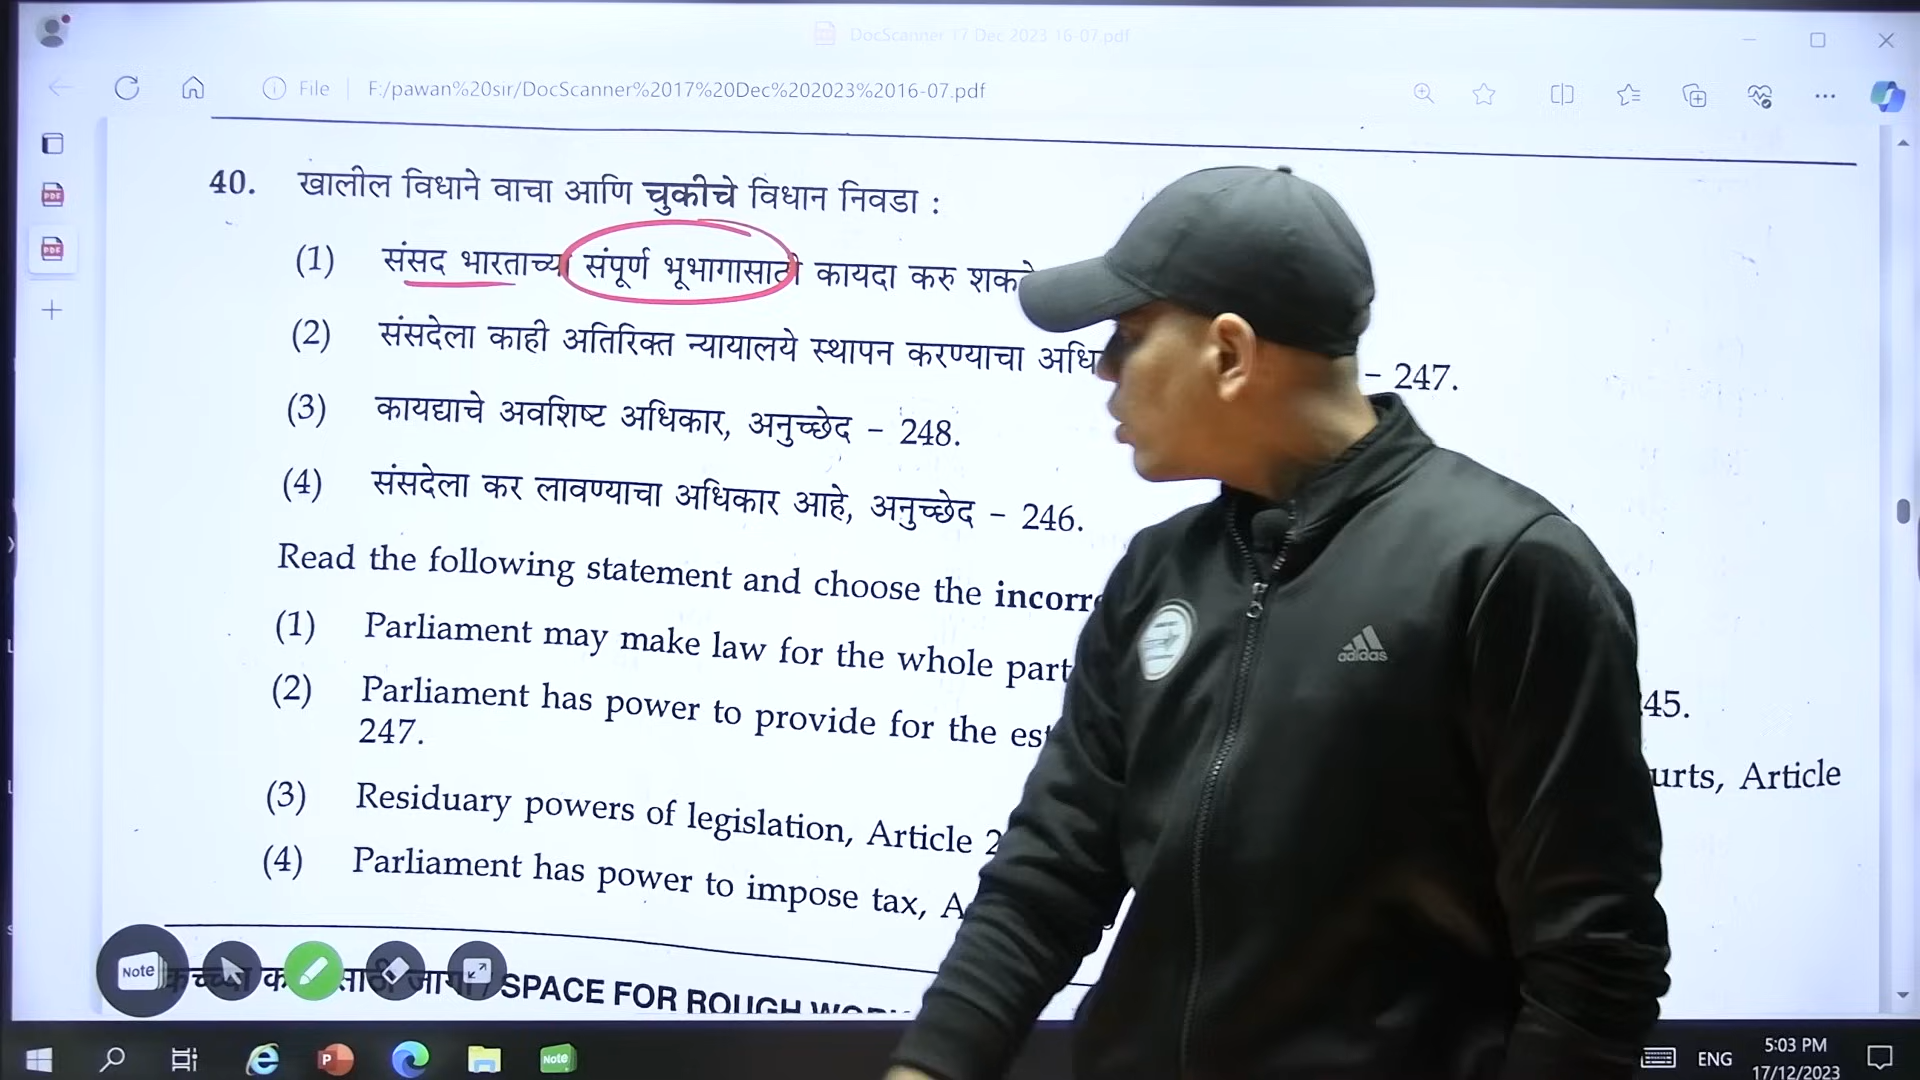 DocScanner 17 Dec 2023 16-07.pdf
File F:/pawan%20sir/DocScanner%2017%20Dec%202023%2016-07.pdf
40. खालील विधाने वाचा आणि चुकीचे विधान निवडा :
(1) संसद भारताच्या संपूर्ण भूभागासाठी कायदा करु
(2) संसदेला काही अतिरिक्त न्यायालये स्थापन करण्याचा – 247.
(3) कायद्याचे अवशिष्ट अधिकार, अनुच्छेद – 248.
(4) संसदेला कर लावण्याचा अधिकार आहे, अनुच्छेद – 246.
Read the following statement and choose the
(1) Parliament may make law for the whole part 45.
(2) Parliament has power to provide for the urts, Article
247.
(3) Residuary powers of legislation, Article
(4) Parliament has power to impose tax,
SPACE FOR ROUGH
Note
adidas
Note
ENG
5:03 PM
17/12/2023